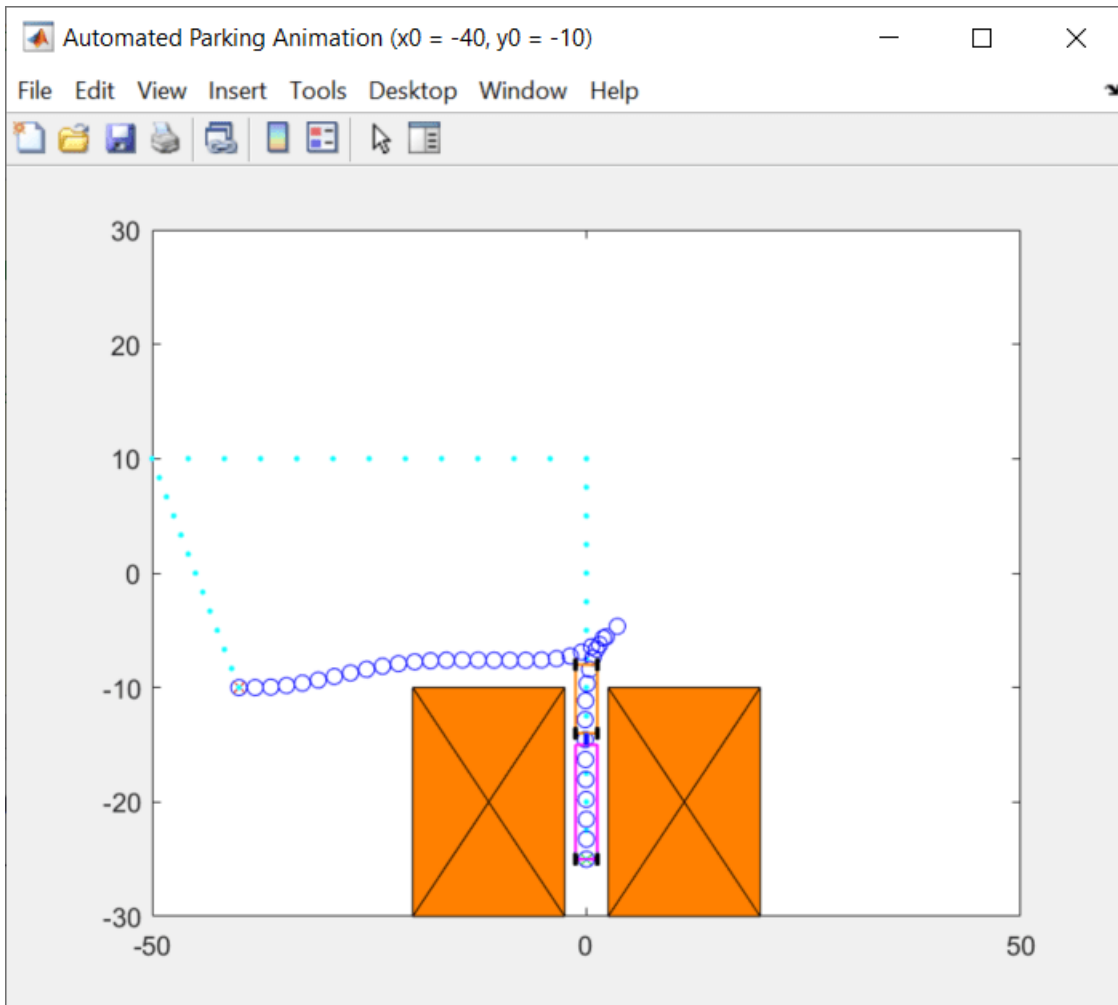 Automated Parking Animation (x0 = -40, y0 = -10)
File Edit View Insert Tools Desktop Window Help
30
20
10
0
-10
-20
-30
-50 0 50